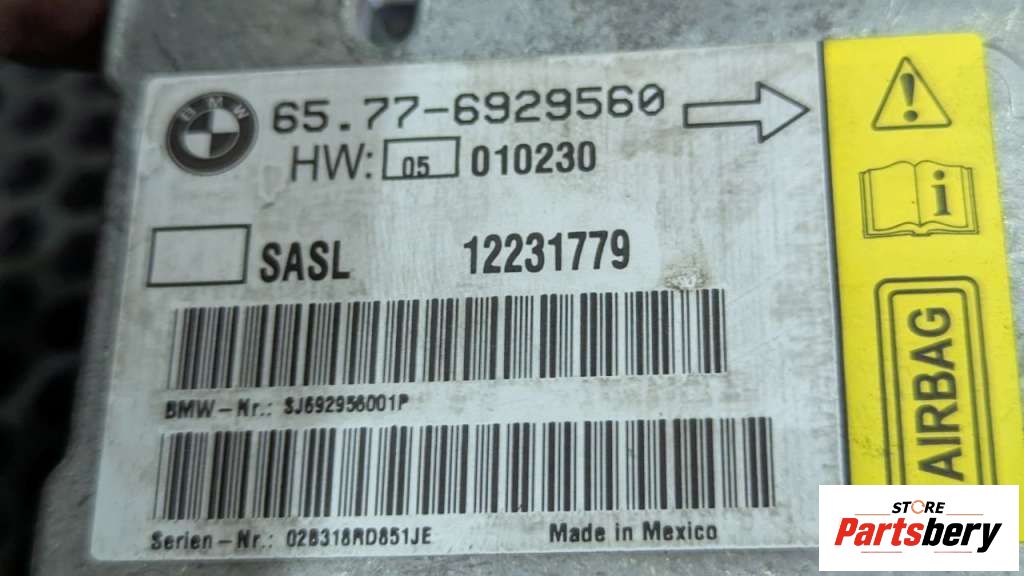 BMW
65.77-6929560
HW: 05 010230
SASL 12231779
BMW-Nr.: SJ692956001P
Serien-Nr.: 028318RD851JE
Made in Mexico
AIRBAG
STORE
Partsbery